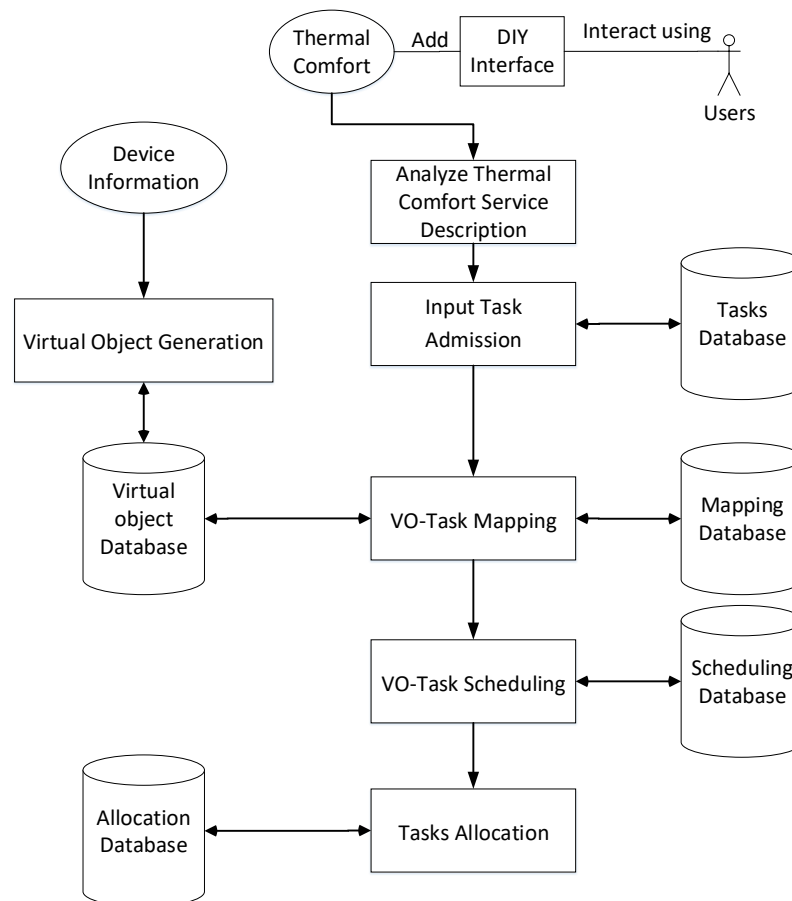 Thermal
Comfort
Add
DIY
Interface
Interact using
Users
Device
Information
Analyze Thermal
Comfort Service
Description
Input Task
Admission
Tasks
Database
Virtual Object Generation
Virtual
object
Database
VO-Task Mapping
Mapping
Database
VO-Task Scheduling
Scheduling
Database
Allocation
Database
Tasks Allocation